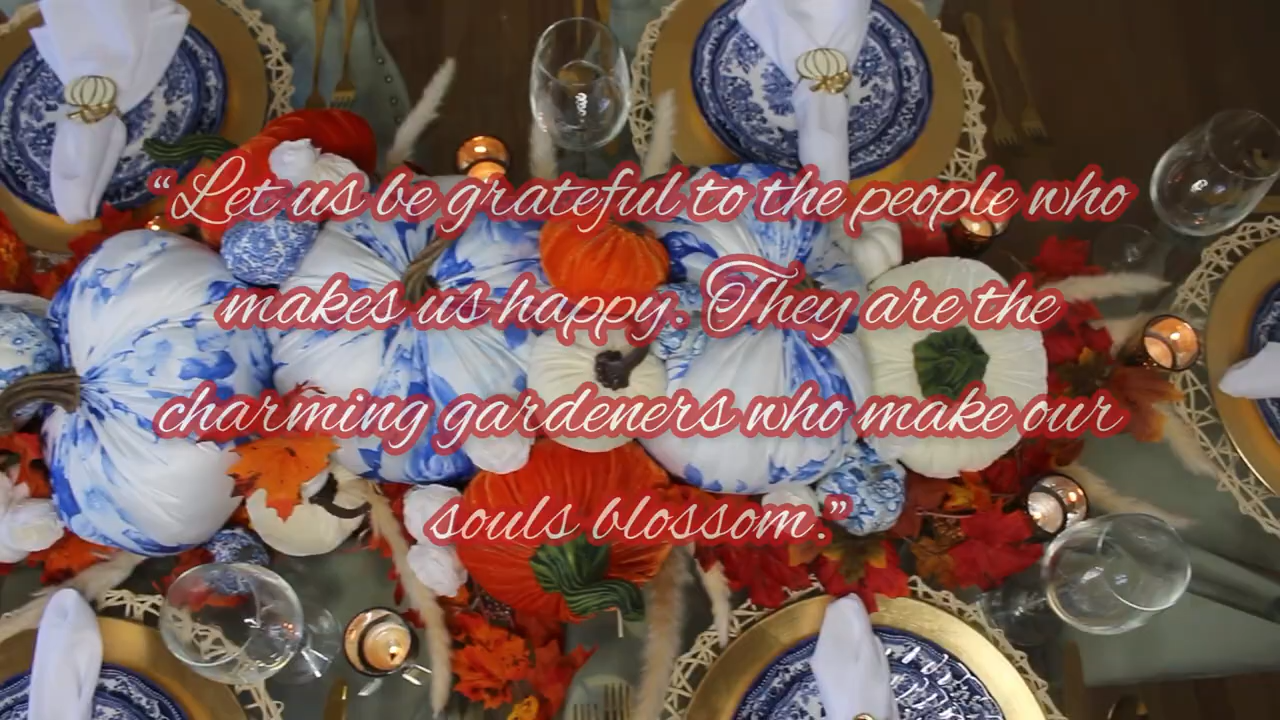 “Let us be grateful to the people who
makes us happy. They are the
charming gardeners who make our
souls blossom.”